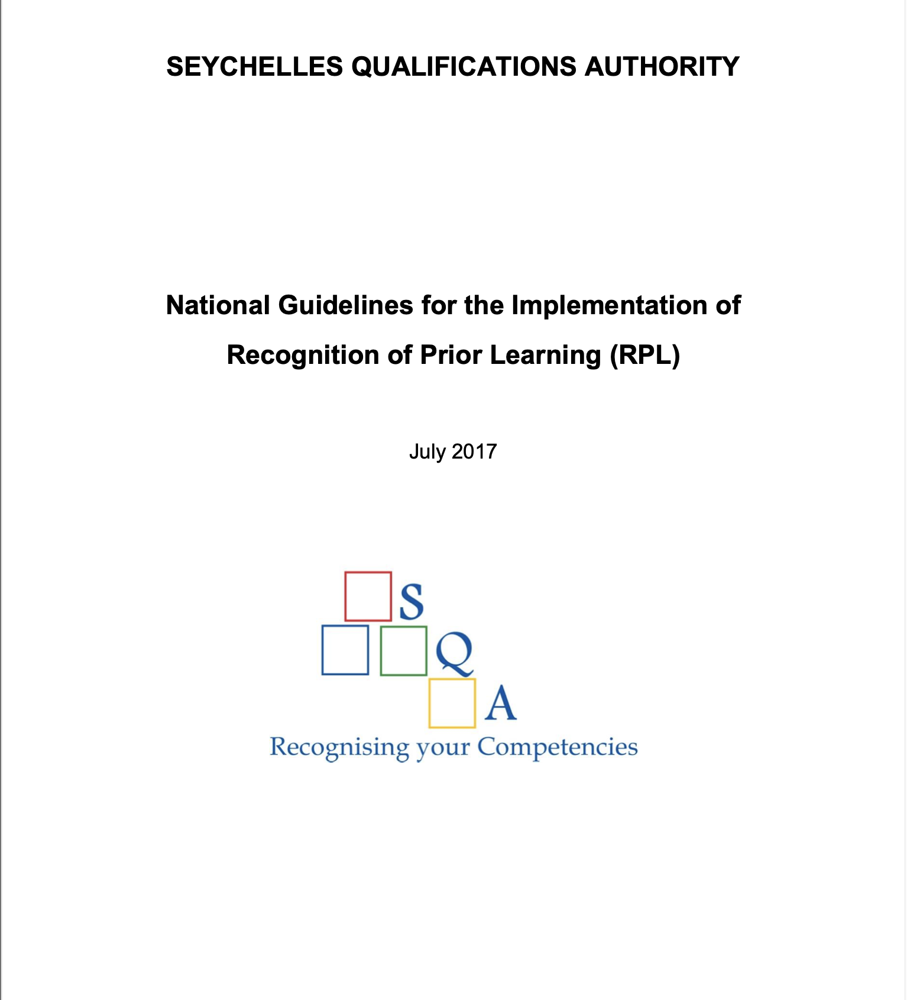 SEYCHELLES QUALIFICATIONS AUTHORITY
National Guidelines for the Implementation of
Recognition of Prior Learning (RPL)
July 2017
S
Q
A
Recognising your Competencies